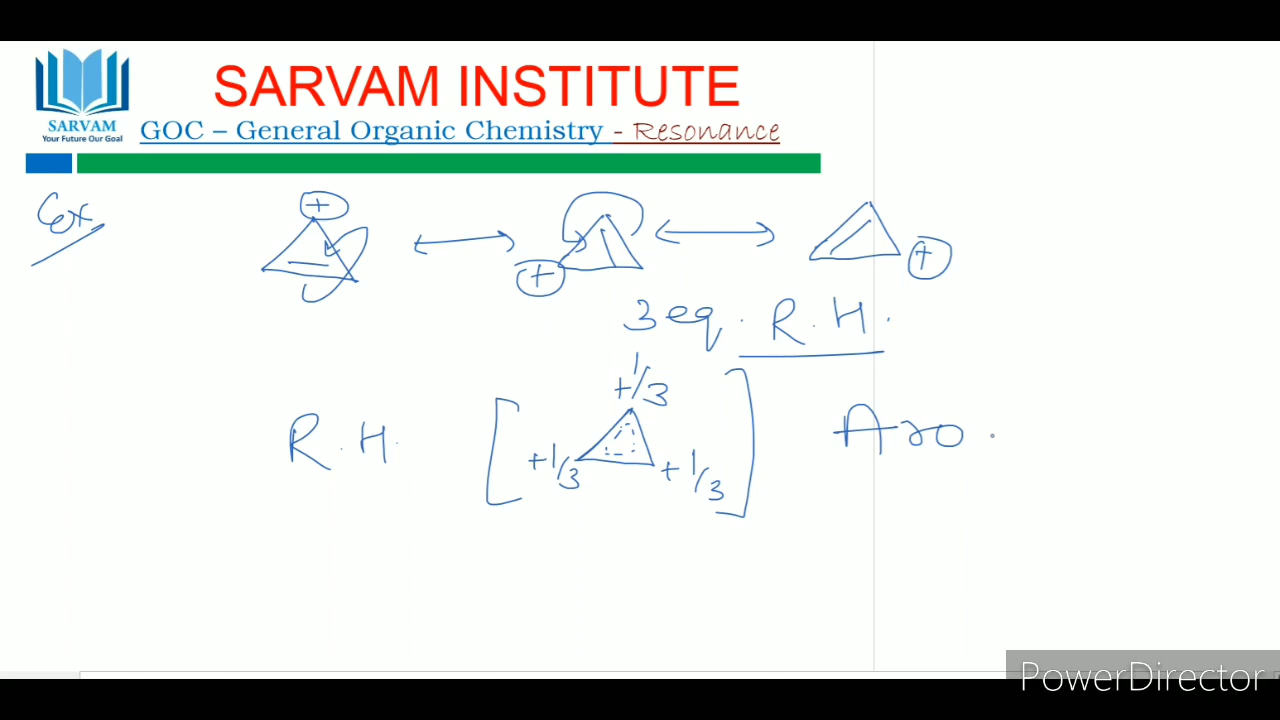 SARVAM INSTITUTE
SARVAM
Your Future Our Goal
GOC – General Organic Chemistry - Resonance
Ex
+
+
+
3 eq. R.H.
R.H.
+1/3
+1/3
+1/3
Aro.
PowerDirector